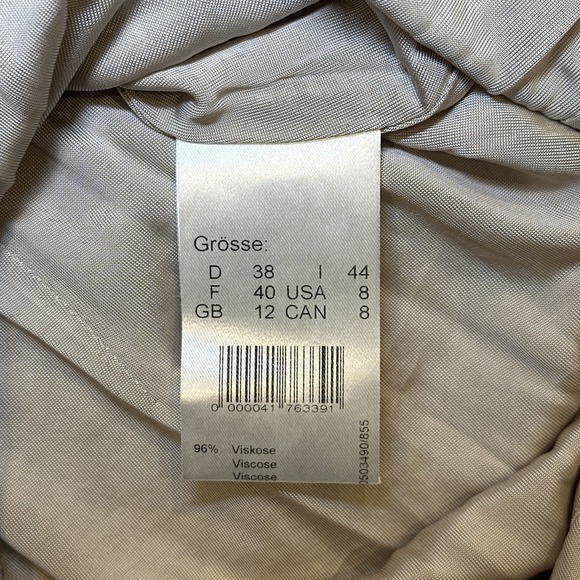 Grösse:
D 38 I 44
F 40 USA 8
GB 12 CAN 8
0 000041 763391
96% Viskose
Viscose
Viscose
0503490/855